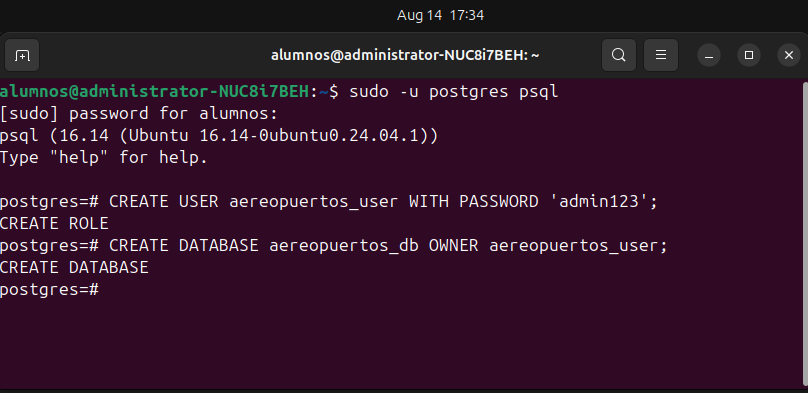 Aug 14 17:34
alumnos@administrator-NUC8i7BEH: ~
alumnos@administrator-NUC8i7BEH:~$ sudo -u postgres psql
[sudo] password for alumnos:
psql (16.14 (Ubuntu 16.14-0ubuntu0.24.04.1))
Type "help" for help.
postgres=# CREATE USER aereopuertos_user WITH PASSWORD 'admin123';
CREATE ROLE
postgres=# CREATE DATABASE aereopuertos_db OWNER aereopuertos_user;
CREATE DATABASE
postgres=#